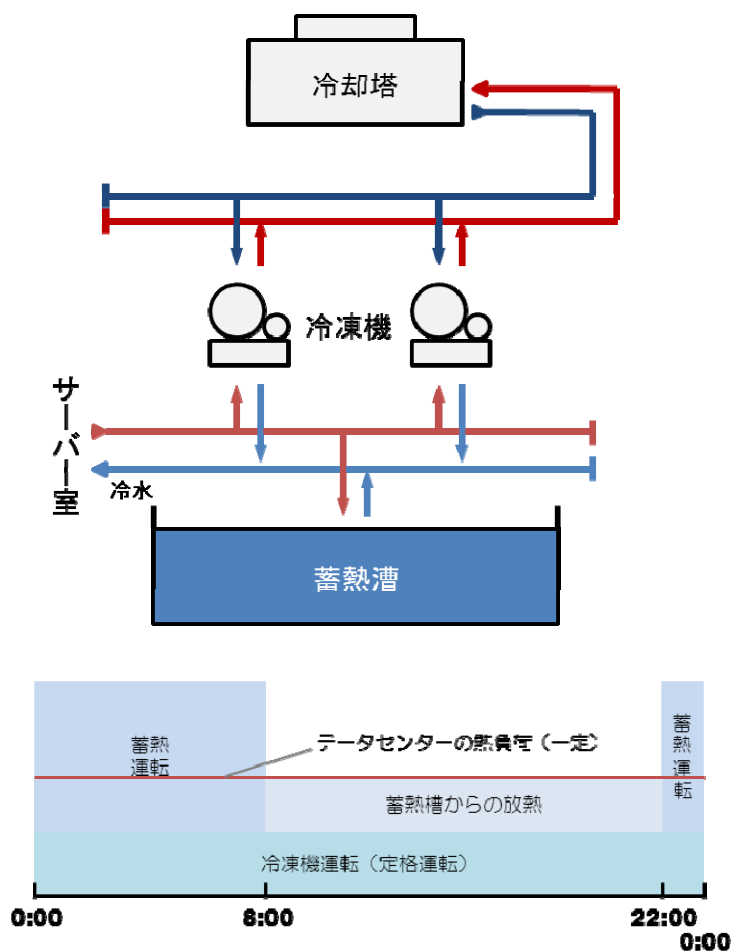 冷却塔
冷凍機
サーバー室
冷水
蓄熱漕
蓄熱
運転
データセンターの熱負荷（一定）
蓄熱運転
蓄熱槽からの放熱
冷凍機運転（定格運転）
0:00
8:00
22:00
0:00